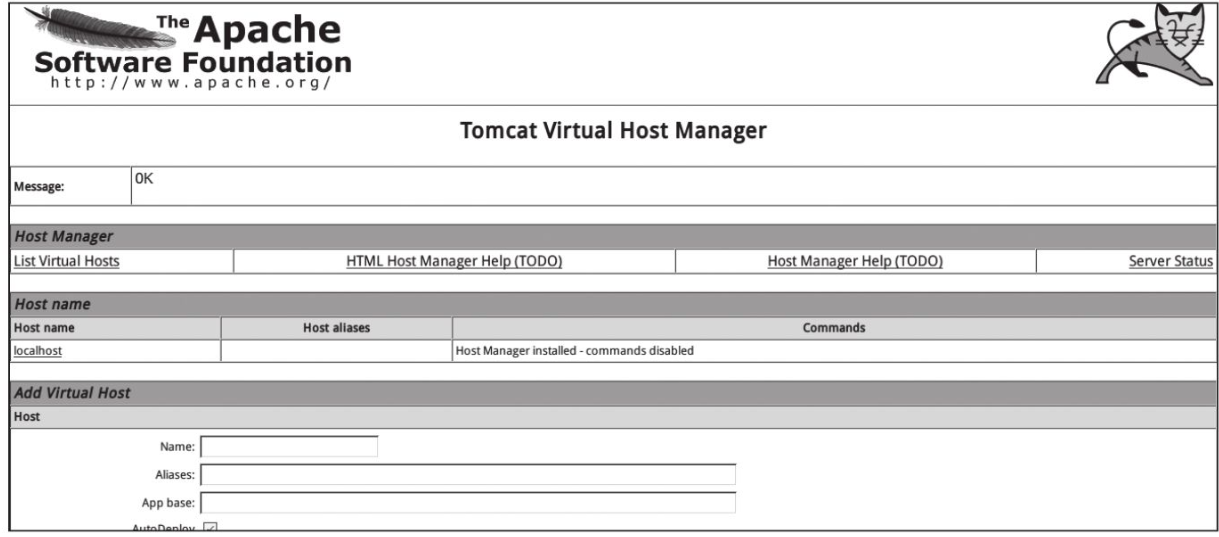 The Apache
Software Foundation
http://www.apache.org/
Tomcat Virtual Host Manager
Message: OK
Host Manager
List Virtual Hosts HTML Host Manager Help (TODO) Host Manager Help (TODO) Server Status
Host name
Host name Host aliases Commands
localhost Host Manager installed - commands disabled
Add Virtual Host
Host
Name:
Aliases:
App base:
AutoDeploy